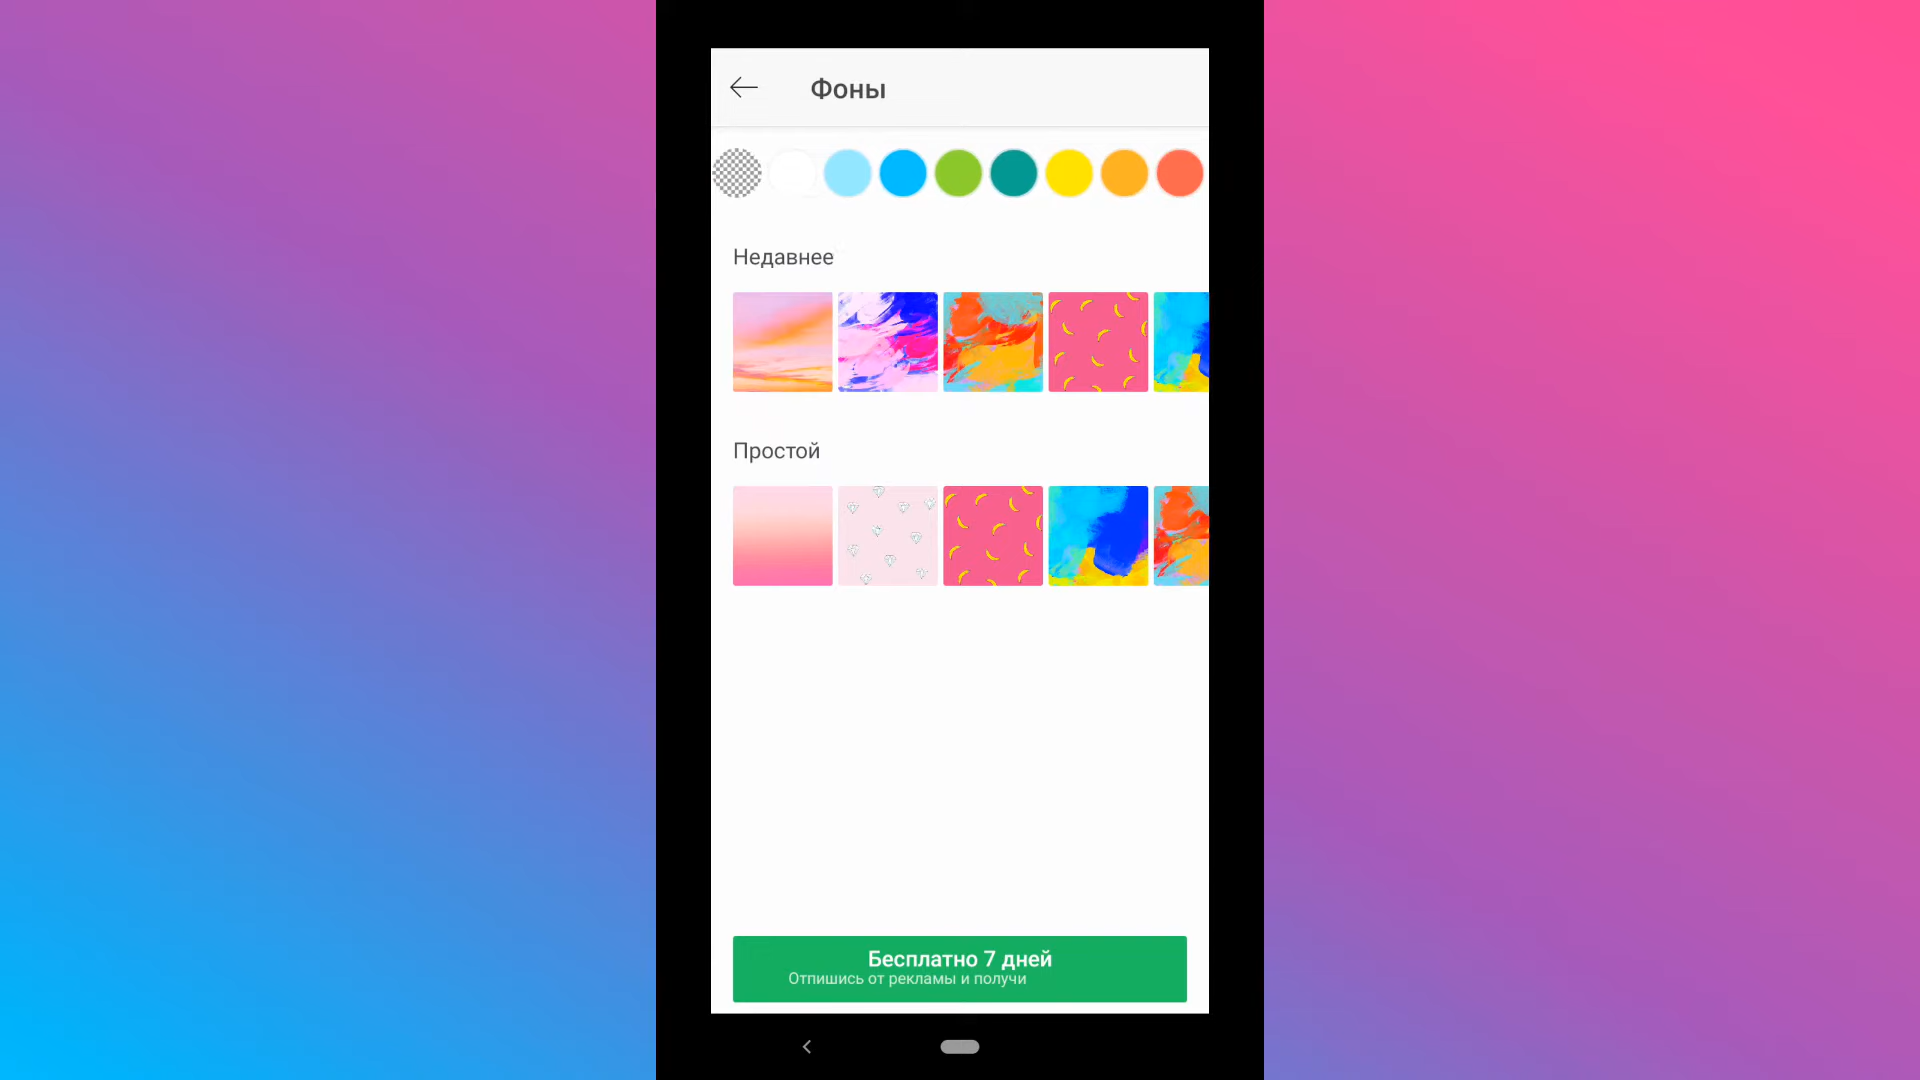 Фоны
Недавнее
Простой
Бесплатно 7 дней
Отпишись от рекламы и получи